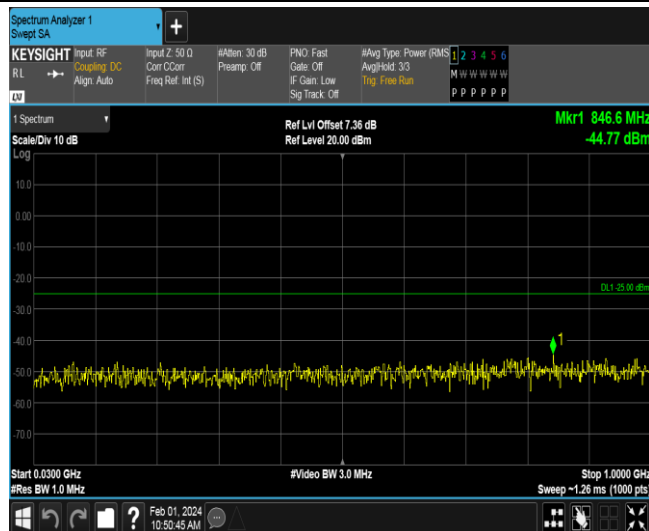 Spectrum Analyzer 1
Swept SA
+
KEYSIGHT
RL
LXI
Input: RF
Coupling: DC
Align: Auto
Input Z: 50 Ω
Corr CCorr
Freq Ref: Int (S)
#Atten: 30 dB
Preamp: Off
PNO: Fast
Gate: Off
IF Gain: Low
Sig Track: Off
#Avg Type: Power (RMS
Avg|Hold: 3/3
Trig: Free Run
1 2 3 4 5 6
M W W W W W
P P P P P P
1 Spectrum
Scale/Div 10 dB
Log
Ref Lvl Offset 7.36 dB
Ref Level 20.00 dBm
Mkr1 846.6 MHz
-44.77 dBm
10.0
0.00
-10.0
-20.0
DL1 -25.00 dBm
-30.0
-40.0
1
-50.0
-60.0
-70.0
Start 0.0300 GHz
#Res BW 1.0 MHz
#Video BW 3.0 MHz
Stop 1.0000 GHz
Sweep ~1.26 ms (1000 pts)
?
Feb 01, 2024
10:50:45 AM